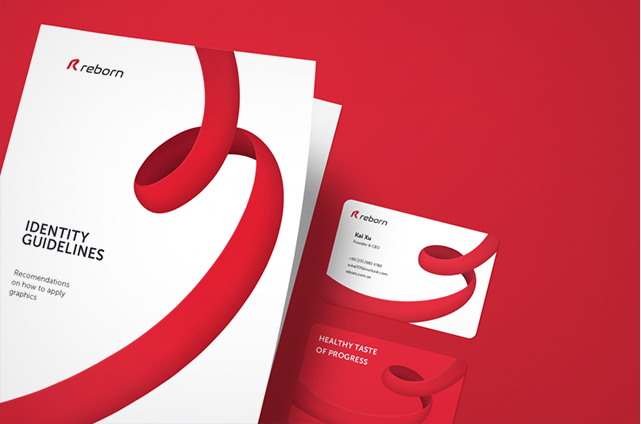 reborn
IDENTITY
GUIDELINES
Recomendations
on how to apply
graphics
reborn
Kai Xu
Founder & CEO
HEALTHY TASTE
OF PROGRESS